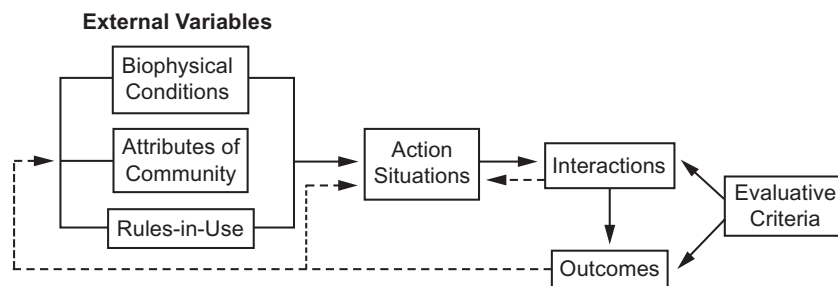 External Variables
Biophysical
Conditions
Attributes of
Community
Rules-in-Use
Action
Situations
Interactions
Outcomes
Evaluative
Criteria